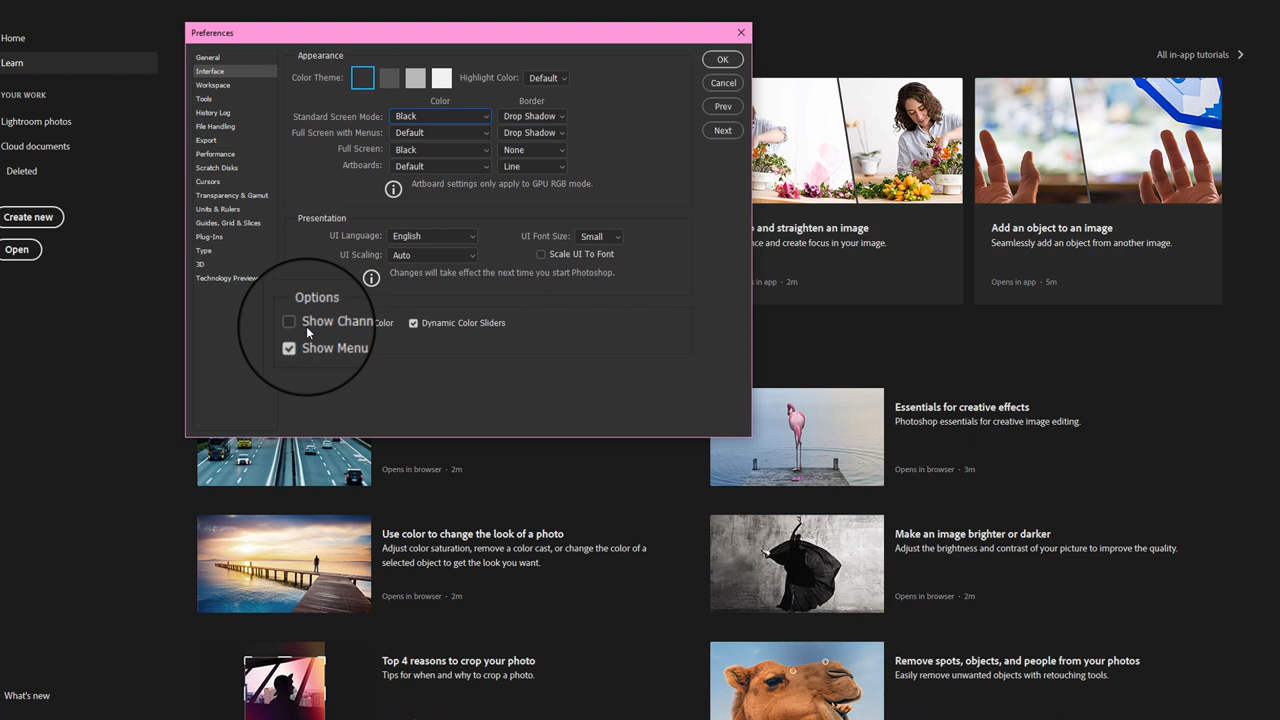 Home
Learn
YOUR WORK
Lightroom photos
Cloud documents
Deleted
Create new
Open
What's new
Preferences
General
Interface
Workspace
Tools
History Log
File Handling
Export
Performance
Scratch Disks
Cursors
Transparency & Gamut
Units & Rulers
Guides, Grid & Slices
Plug-Ins
Type
3D
Technology Previews
Appearance
Color Theme: Highlight Color: Default
Color Border
Standard Screen Mode: Black Drop Shadow
Full Screen with Menus: Default Drop Shadow
Full Screen: Black None
Artboards: Default Line
Artboard settings only apply to GPU RGB mode.
Presentation
UI Language: English UI Font Size: Small
UI Scaling: Auto Scale UI To Font
Changes will take effect the next time you start Photoshop.
Options
Show Chann Color Dynamic Color Sliders
Show Menu
OK
Cancel
Prev
Next
All in-app tutorials
and straighten an image
nce and create focus in your image.
in app • 2m
Add an object to an image
Seamlessly add an object from another image.
Opens in app • 5m
Opens in browser • 2m
Essentials for creative effects
Photoshop essentials for creative image editing.
Opens in browser • 3m
Use color to change the look of a photo
Adjust color saturation, remove a color cast, or change the color of a
selected object to get the look you want.
Opens in browser • 2m
Make an image brighter or darker
Adjust the brightness and contrast of your picture to improve the quality.
Opens in browser • 2m
Top 4 reasons to crop your photo
Tips for when and why to crop a photo.
Remove spots, objects, and people from your photos
Easily remove unwanted objects with retouching tools.